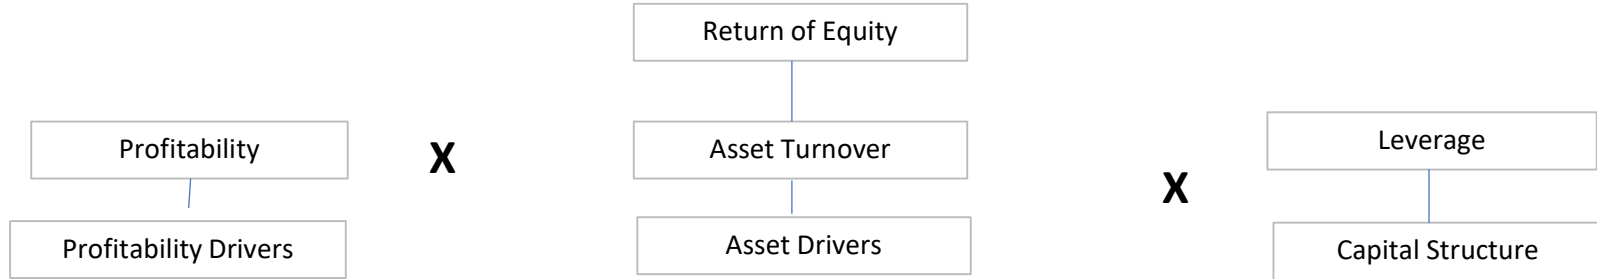 Return of Equity
Profitability
X
Asset Turnover
X
Leverage
Profitability Drivers
Asset Drivers
Capital Structure